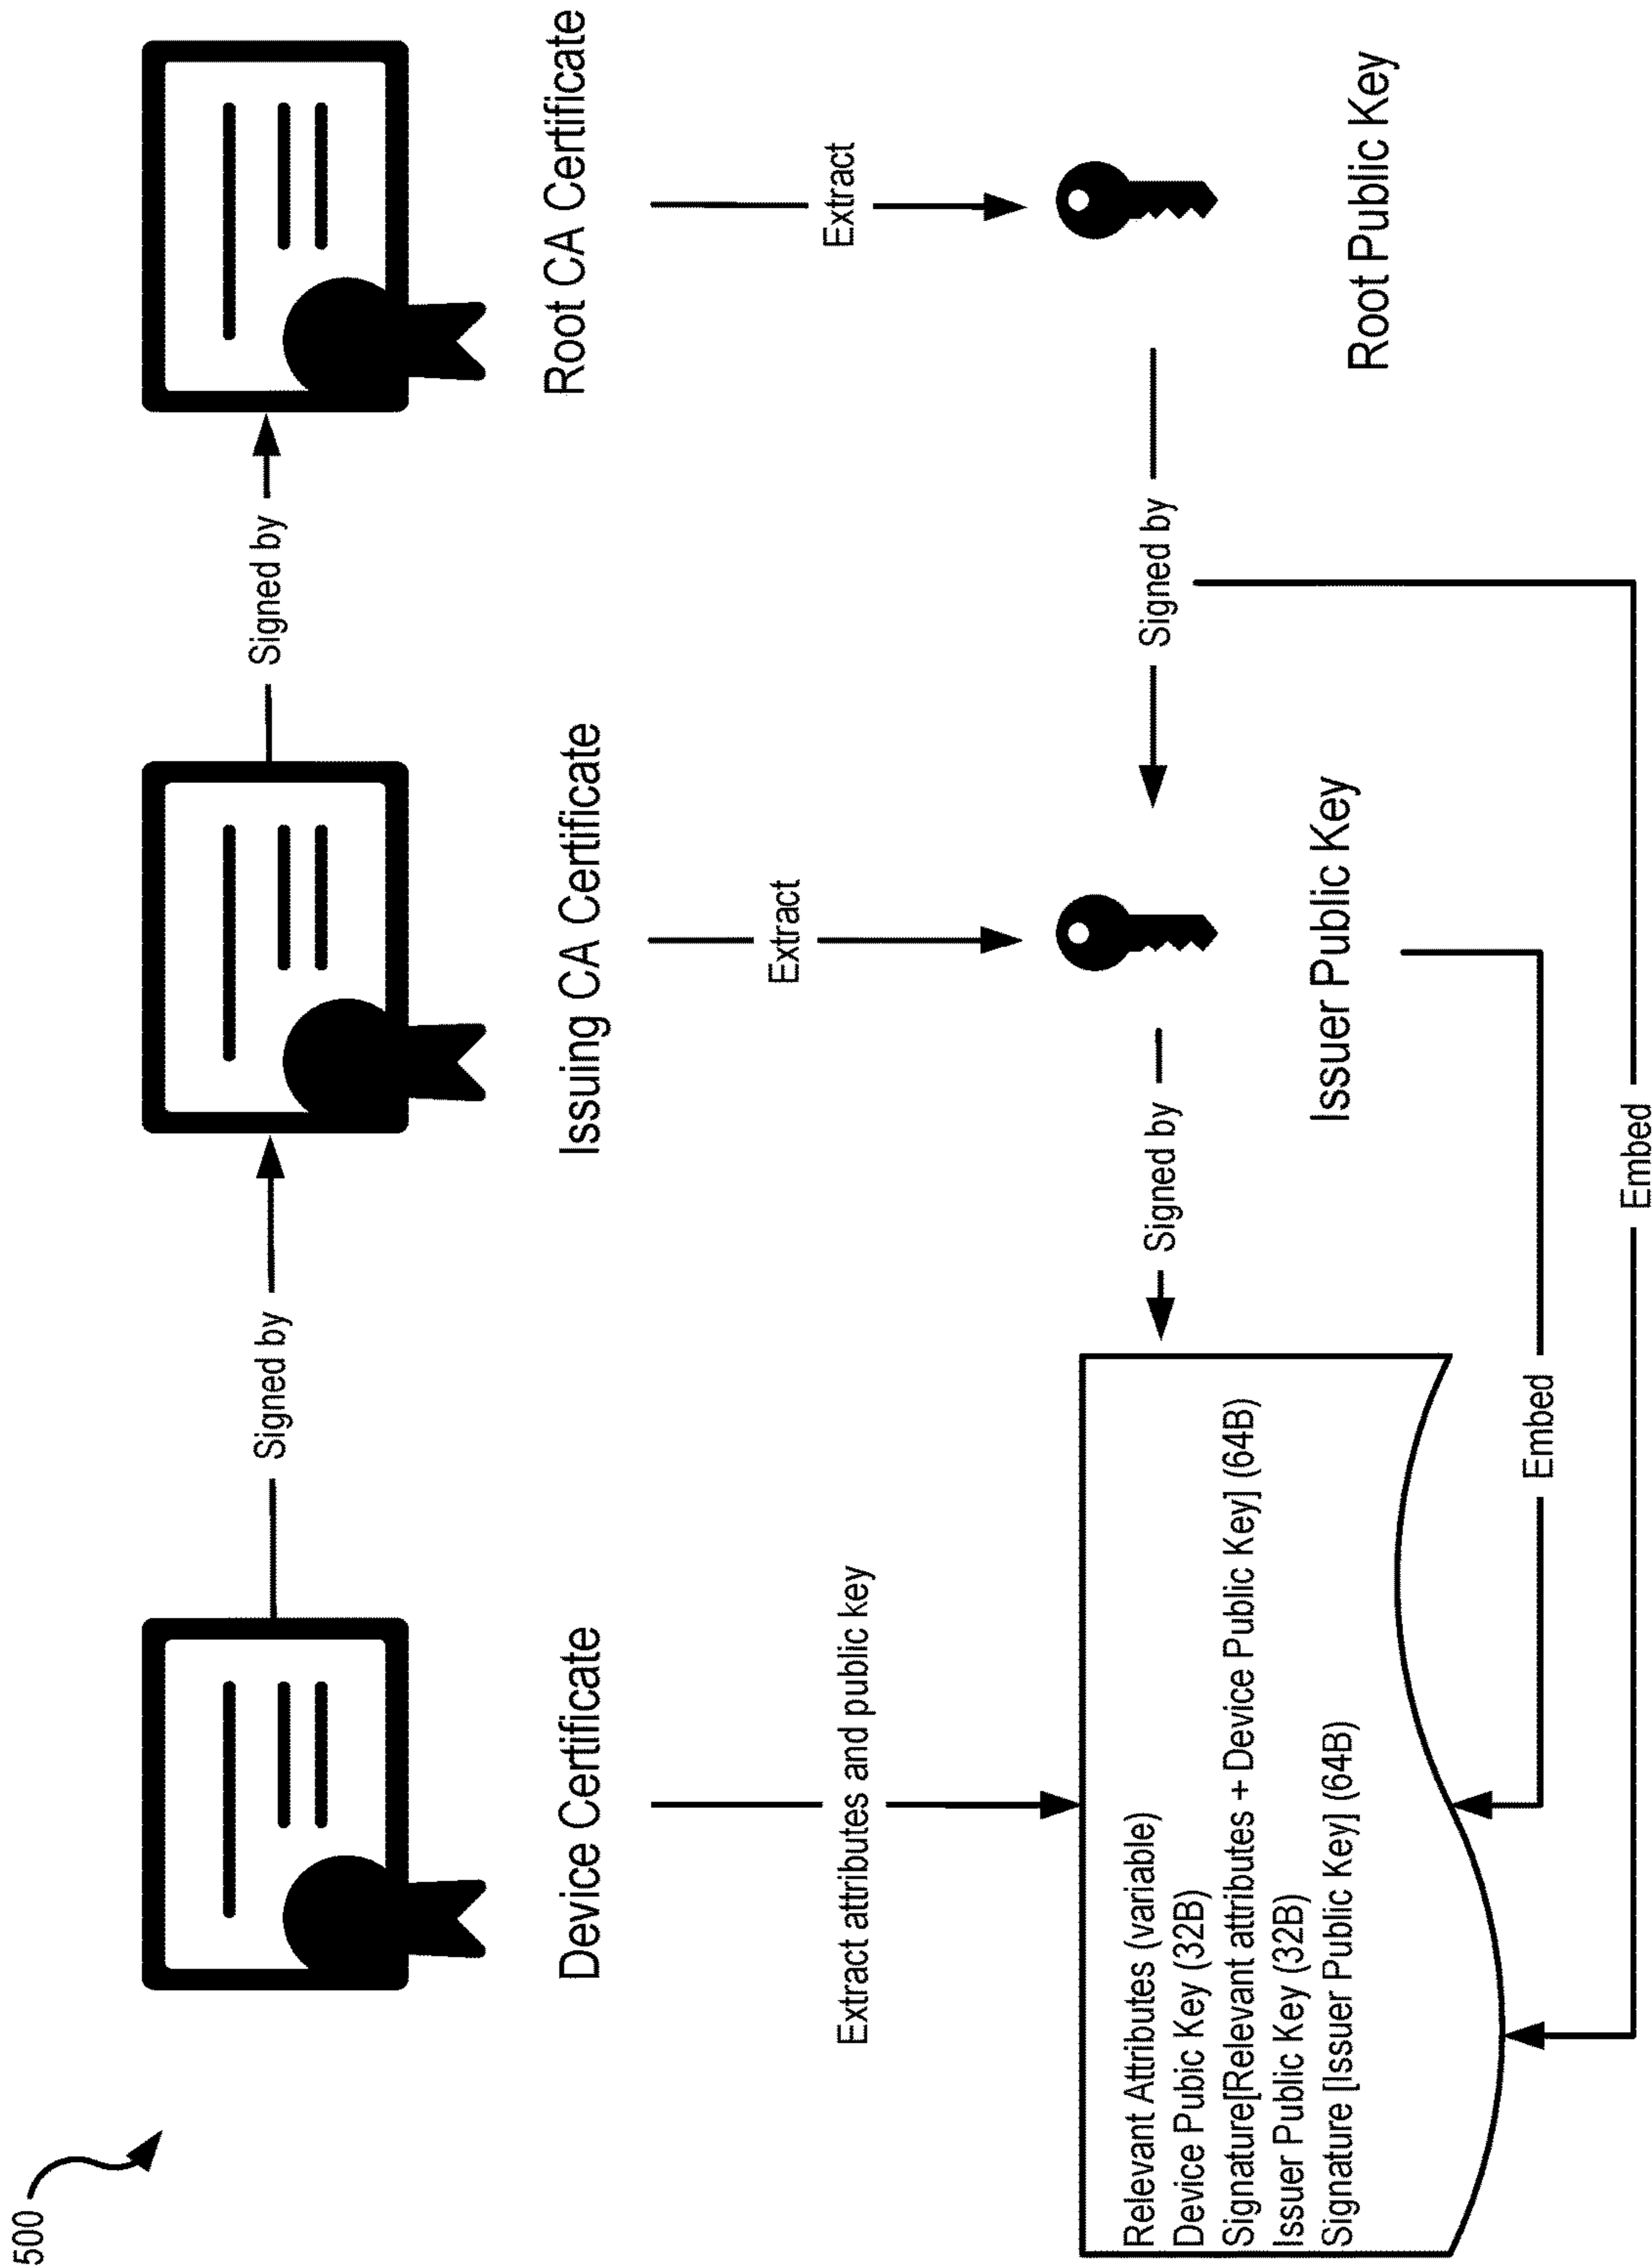 500
Signed by
Signed by
Device Certificate
Issuing CA Certificate
Root CA Certificate
Extract attributes and public key
Extract
Extract
Relevant Attributes (variable)
Device Pubic Key (32B)
Signature[Relevant attributes + Device Public Key] (64B)
Issuer Public Key (32B)
Signature [Issuer Public Key] (64B)
Signed by
Signed by
Issuer Public Key
Root Public Key
Embed
Embed